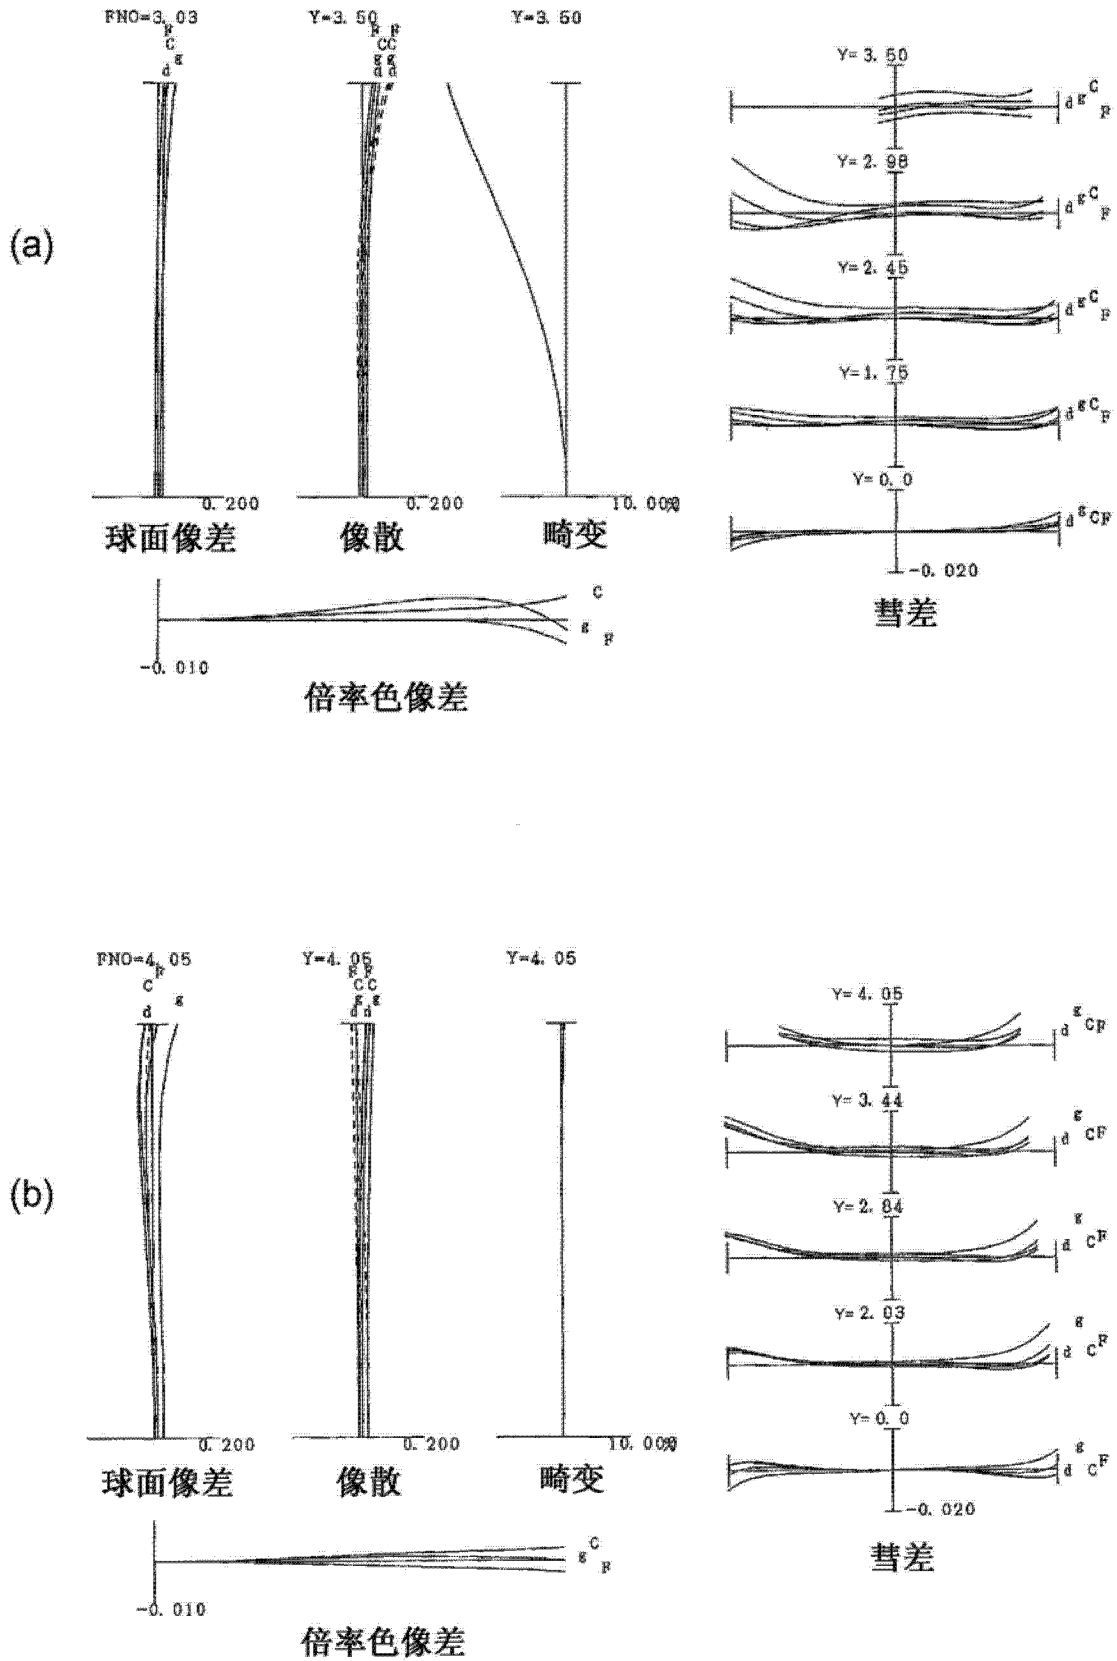 (a)
FNO=3.03
F
C
g
d
Y=3.50
F F
C C
g g
d d
Y=3.50
0.200
球面像差
0.200
像散
10.00%
畸变
Y=3.50
d g C F
Y=2.98
d g C F
Y=2.45
d g C F
Y=1.75
d g C F
Y=0.0
d g C F
-0.020
彗差
C
g
F
-0.010
倍率色像差
(b)
FNO=4.05
F
C
g
d
Y=4.05
F F
C C
g g
d d
Y=4.05
0.200
球面像差
0.200
像散
10.00%
畸变
Y=4.05
d g C F
Y=3.44
g
d C F
Y=2.84
g
d C F
Y=2.03
g
d C F
Y=0.0
g
d C F
-0.020
彗差
g C F
-0.010
倍率色像差